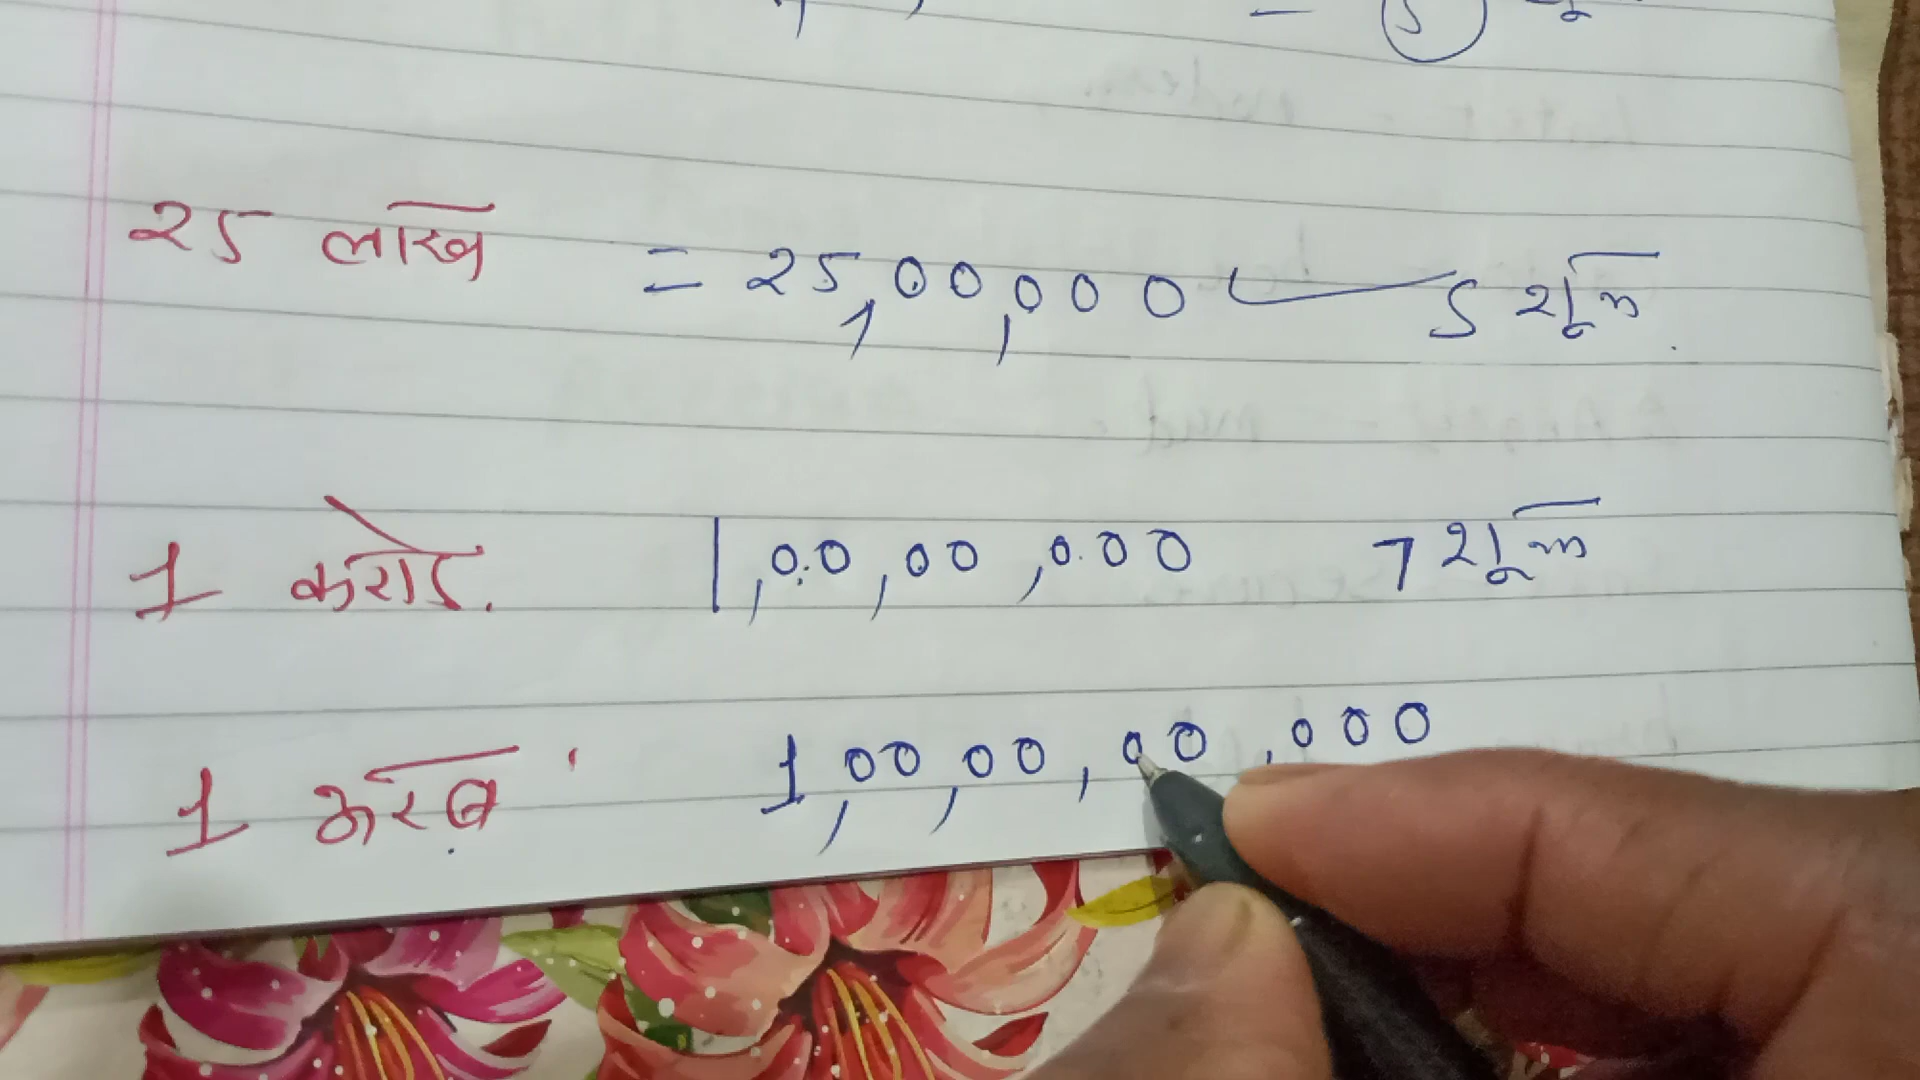 25 लाख = 25,00,000 5 शून्य
1 करोड. 1,00,00,000 7 शून्य
1 अरब 1,00,00,00,000